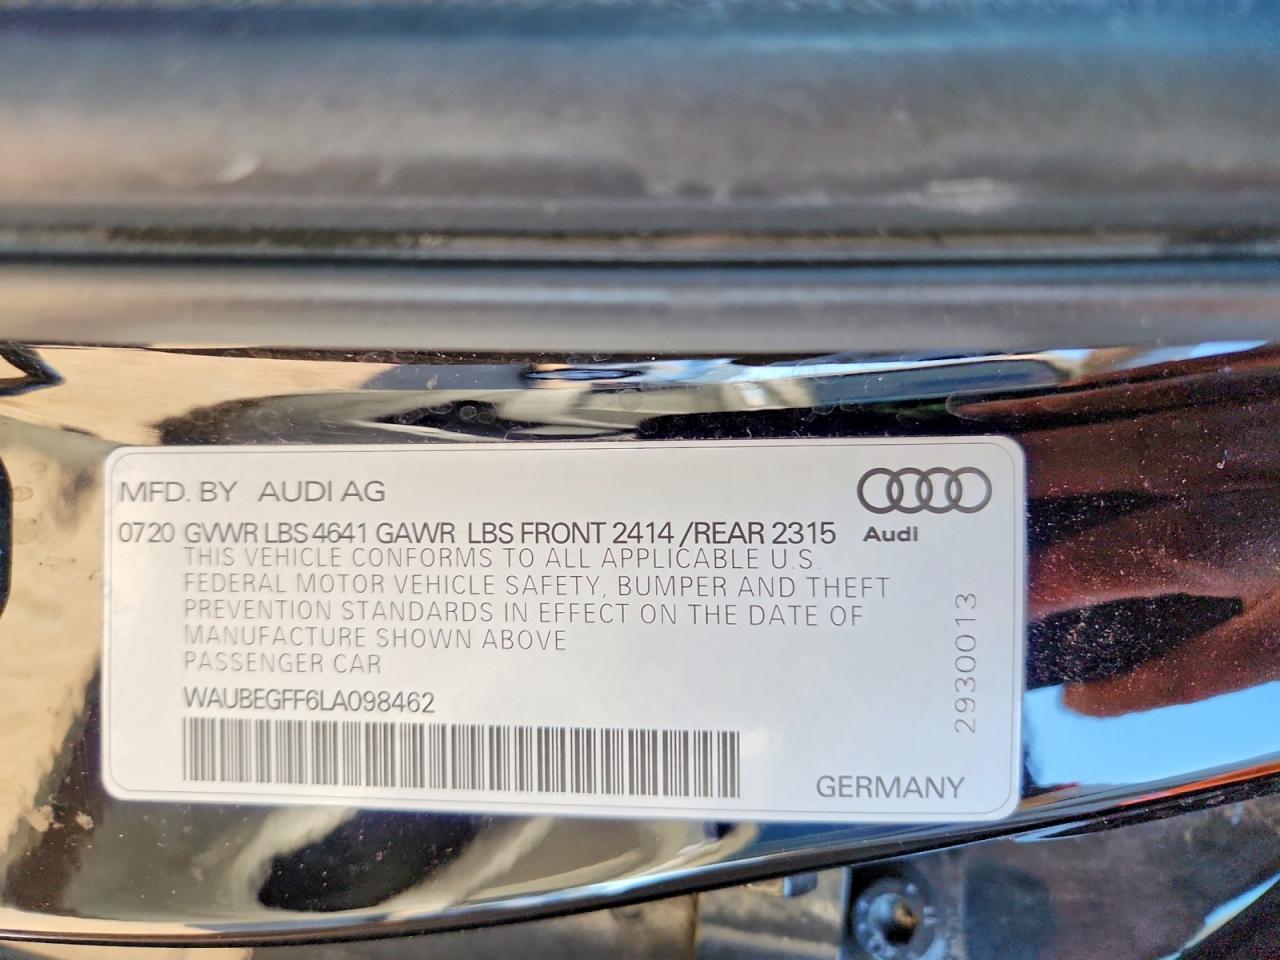 MFD. BY AUDI AG
0720 GVWR LBS 4641 GAWR LBS FRONT 2414 /REAR 2315
Audi
THIS VEHICLE CONFORMS TO ALL APPLICABLE U.S.
FEDERAL MOTOR VEHICLE SAFETY, BUMPER AND THEFT
PREVENTION STANDARDS IN EFFECT ON THE DATE OF
MANUFACTURE SHOWN ABOVE
PASSENGER CAR
WAUBEGFF6LA098462
GERMANY
2930013